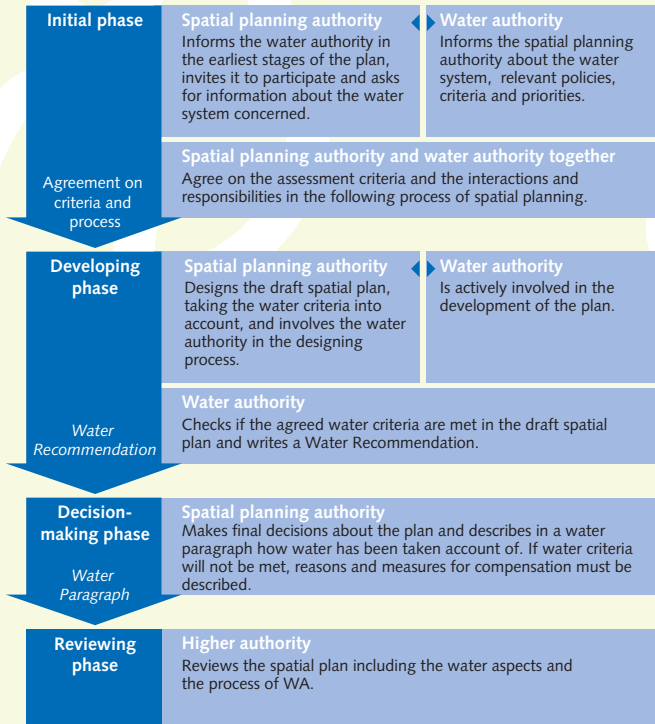 Initial phase
Spatial planning authority
Informs the water authority in
the earliest stages of the plan,
invites it to participate and asks
for information about the water
system concerned.
Water authority
Informs the spatial planning
authority about the water
system, relevant policies,
criteria and priorities.
Agreement on
criteria and
process
Spatial planning authority and water authority together
Agree on the assessment criteria and the interactions and
responsibilities in the following process of spatial planning.
Developing
phase
Spatial planning authority
Designs the draft spatial plan,
taking the water criteria into
account, and involves the water
authority in the designing
process.
Water authority
Is actively involved in the
development of the plan.
Water
Recommendation
Water authority
Checks if the agreed water criteria are met in the draft spatial
plan and writes a Water Recommendation.
Decision-
making phase
Water
Paragraph
Spatial planning authority
Makes final decisions about the plan and describes in a water
paragraph how water has been taken account of. If water criteria
will not be met, reasons and measures for compensation must be
described.
Reviewing
phase
Higher authority
Reviews the spatial plan including the water aspects and
the process of WA.